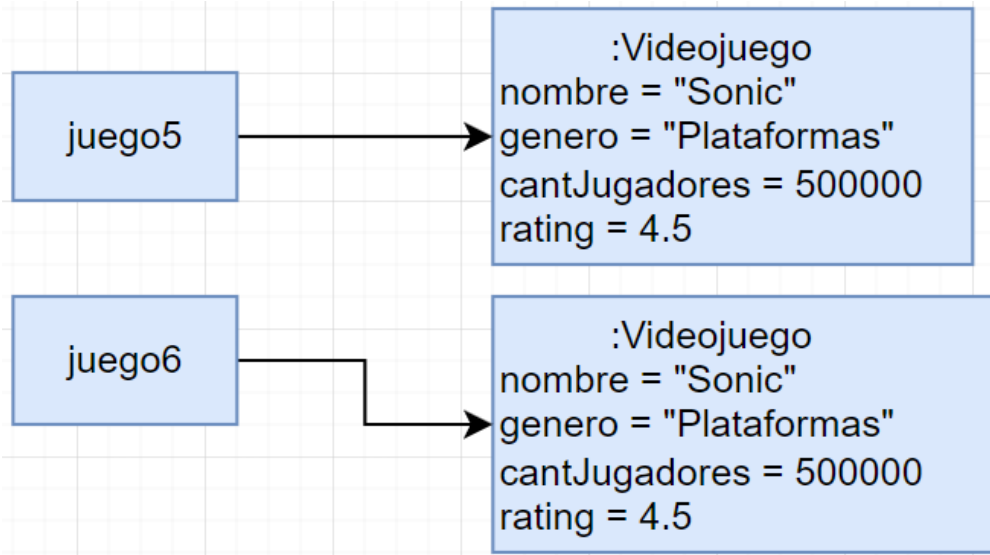 juego5
:Videojuego
nombre = "Sonic"
genero = "Plataformas"
cantJugadores = 500000
rating = 4.5
juego6
:Videojuego
nombre = "Sonic"
genero = "Plataformas"
cantJugadores = 500000
rating = 4.5